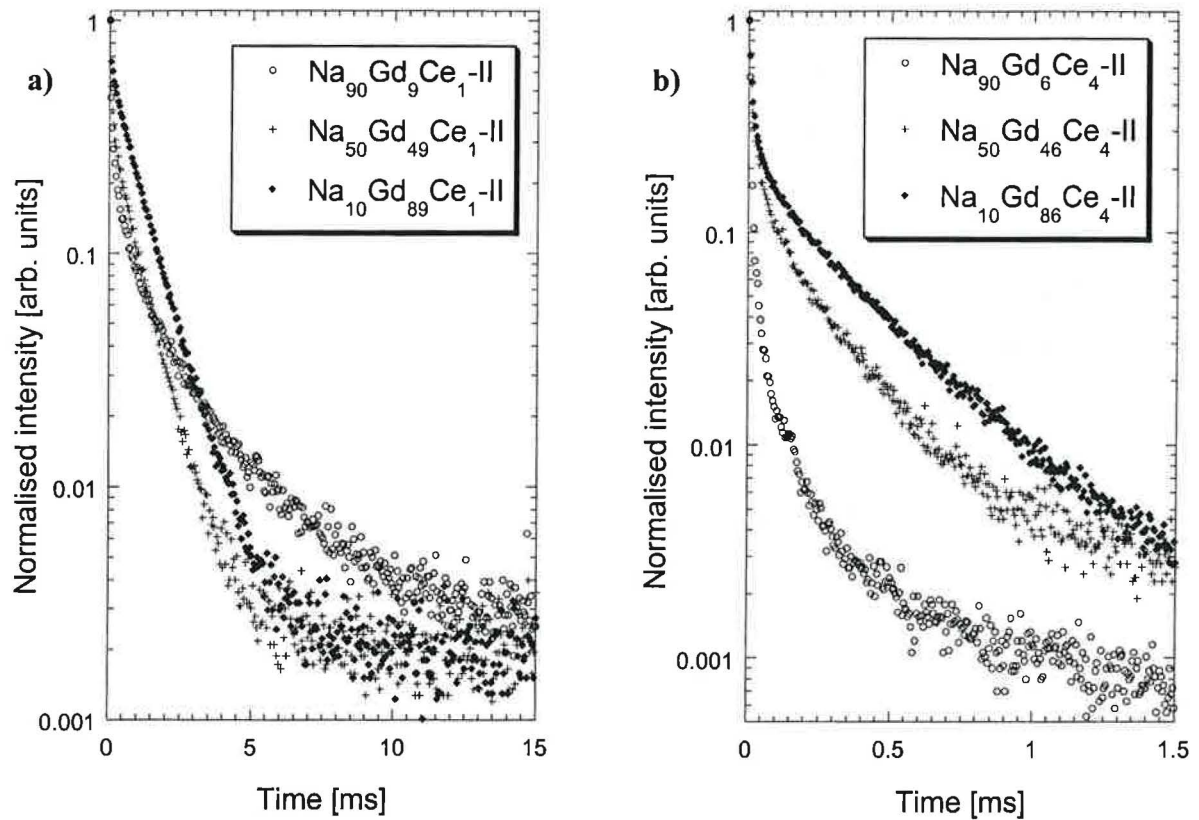 a)
Na90Gd9Ce1-II
Na50Gd49Ce1-II
Na10Gd89Ce1-II
Normalised intensity [arb. units]
1
0.1
0.01
0.001
0
5
10
15
Time [ms]
b)
Na90Gd6Ce4-II
Na50Gd46Ce4-II
Na10Gd86Ce4-II
Normalised intensity [arb. units]
1
0.1
0.01
0.001
0
0.5
1
1.5
Time [ms]